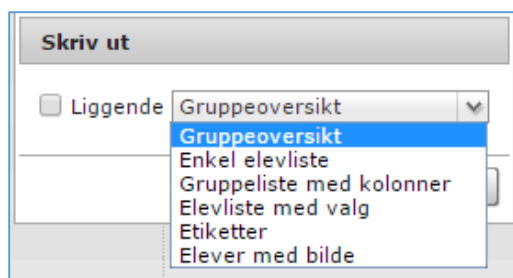 Skriv ut
Liggende Gruppeoversikt
Gruppeoversikt
Enkel elevliste
Gruppeliste med kolonner
Elevliste med valg
Etiketter
Elever med bilde